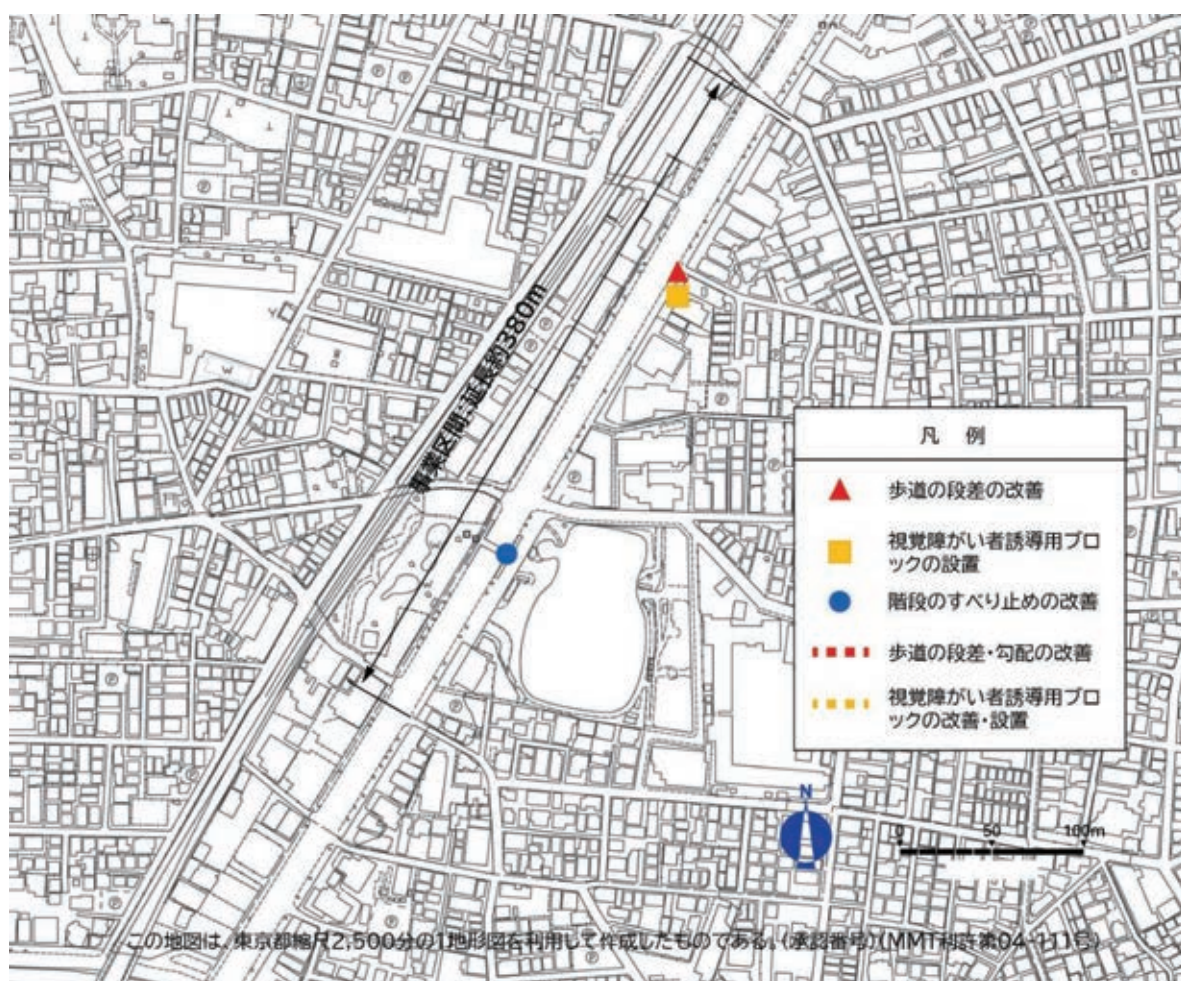 事業区間:延長約380m
凡 例
歩道の段差の改善
視覚障がい者誘導用ブロ
ックの設置
階段のすべり止めの改善
歩道の段差・勾配の改善
視覚障がい者誘導用ブロ
ックの改善・設置
N
0 50 100m
この地図は、東京都縮尺2,500分の1地形図を利用して作成したものである。(承認番号)(MMT利許第04-111号)